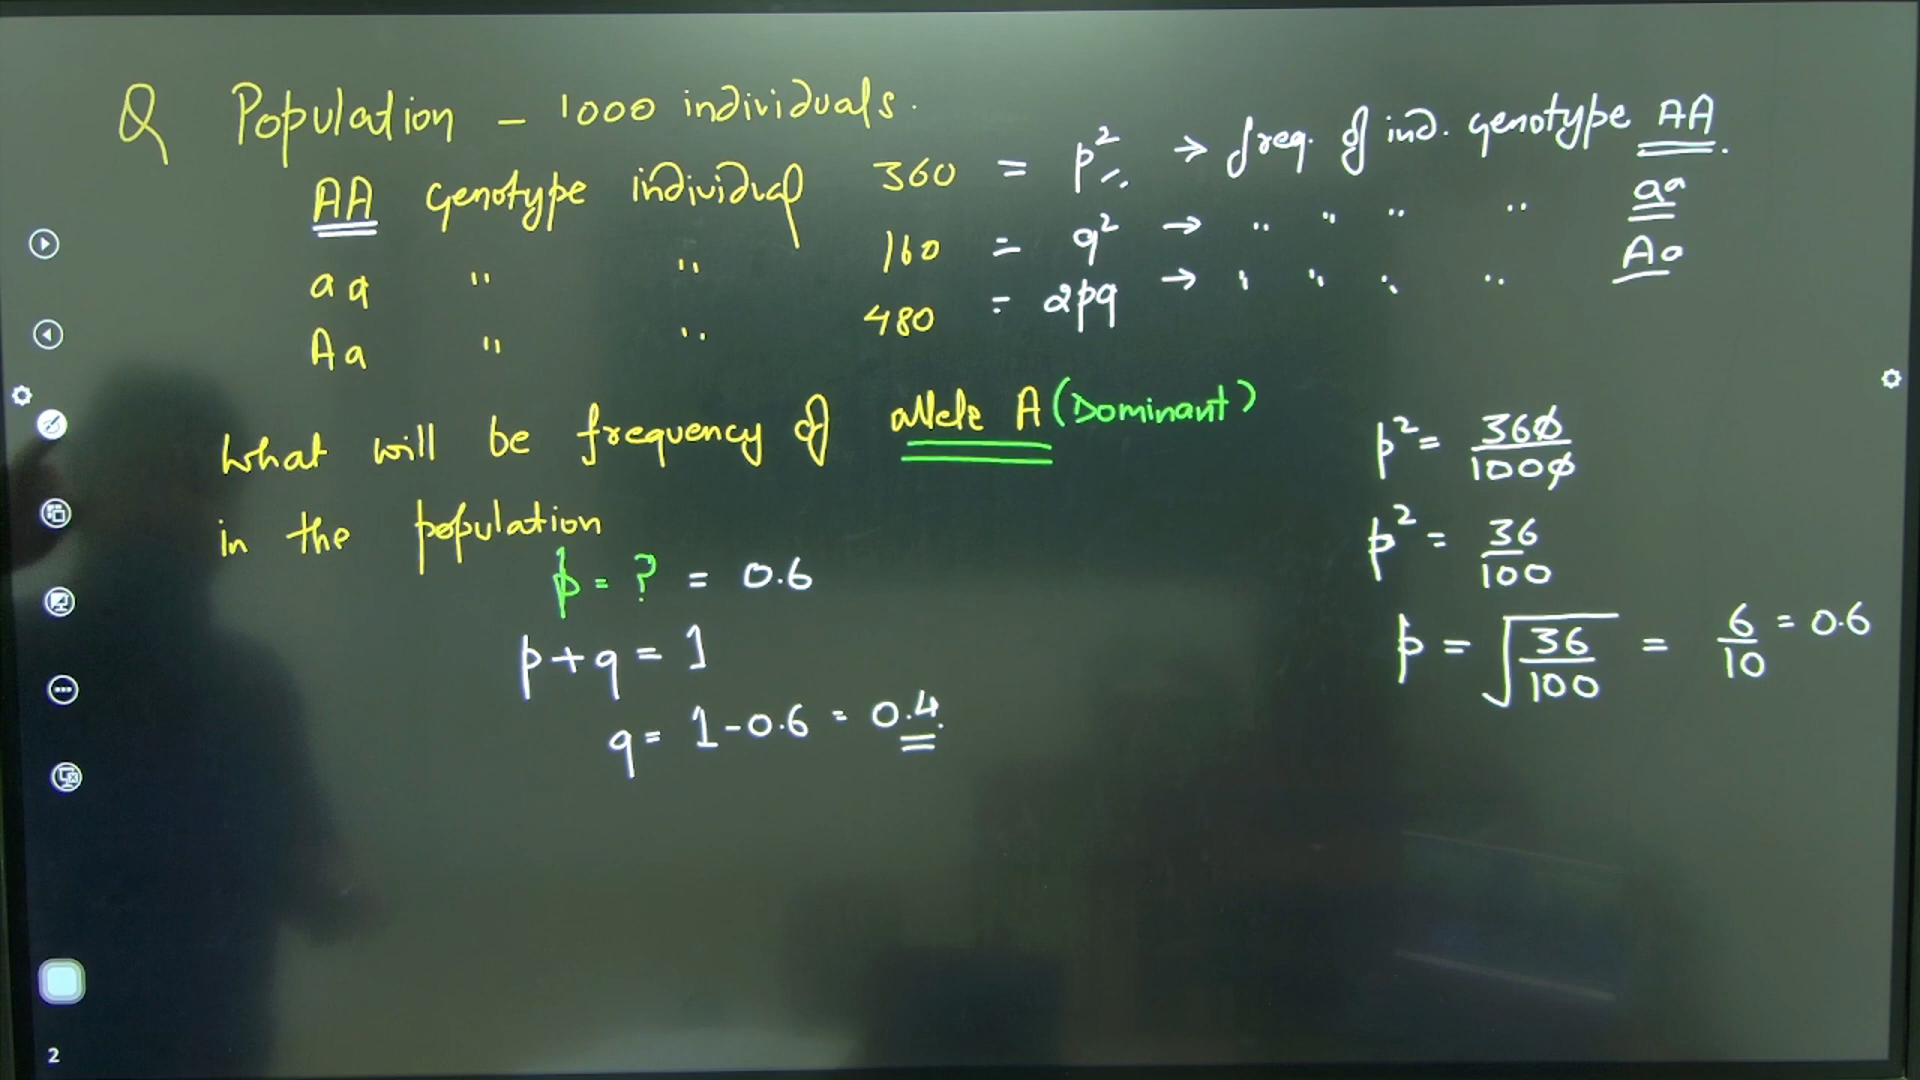 Q Population - 1000 individuals.
AA genotype individual 360 = p² → freq. of ind. genotype AA.
aa " " 160 = q² → " " " " aa
Aa " " 480 = 2pq → " " " " Aa
What will be frequency of allele A (Dominant)
in the population
p = ? = 0.6
p + q = 1
q = 1 - 0.6 = 0.4.
p² = 360/1000
p² = 36/100
p = √36/100 = 6/10 = 0.6
2